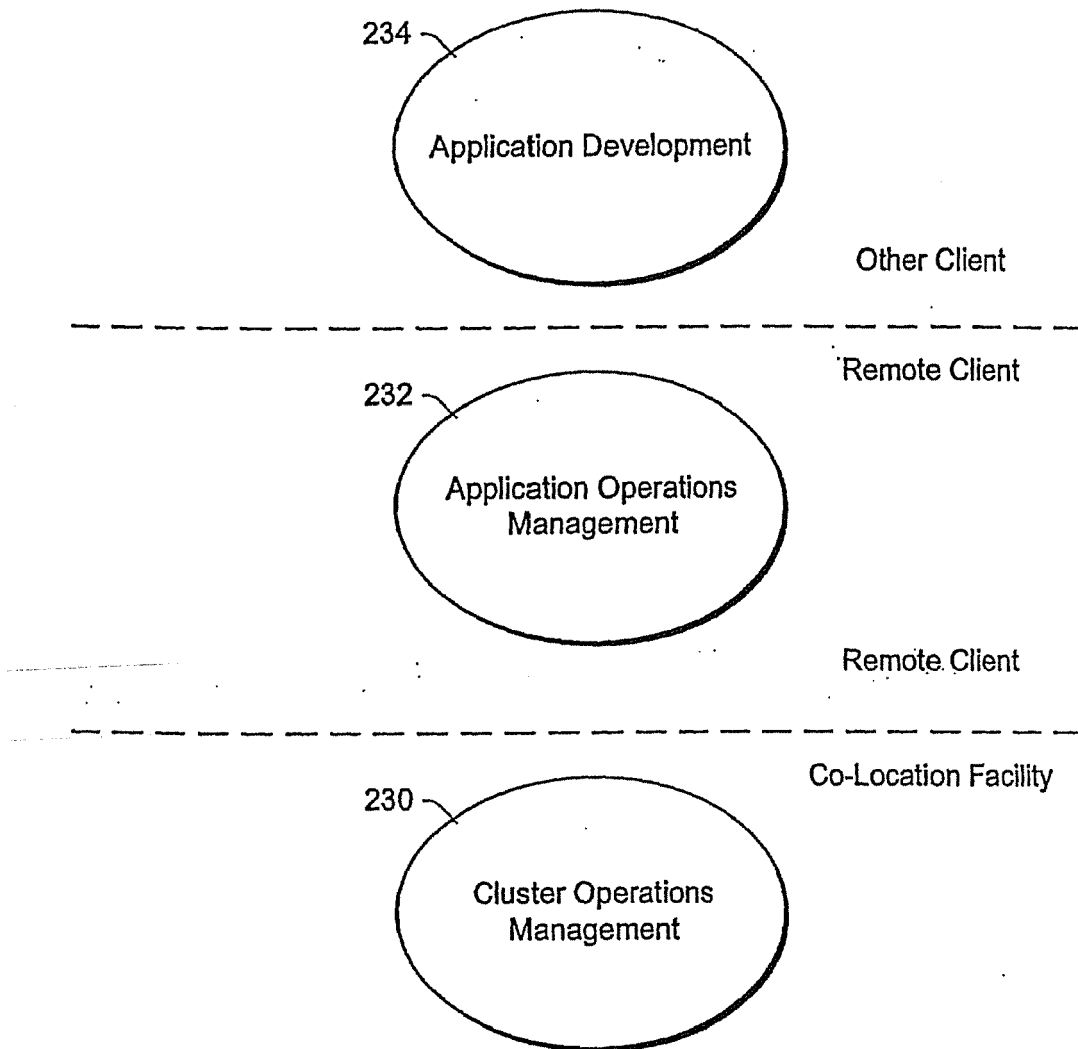 234
Application Development
Other Client
Remote Client
232
Application Operations
Management
Remote Client
Co-Location Facility
230
Cluster Operations
Management